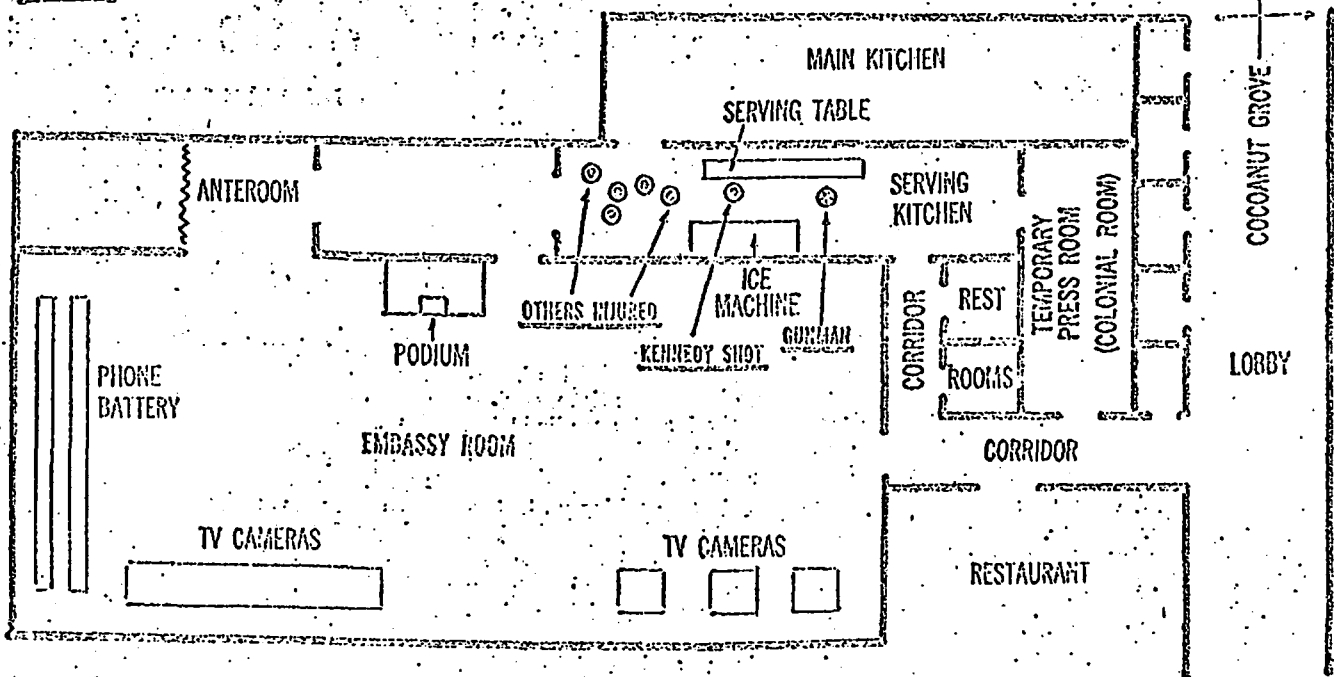 MAIN KITCHEN
SERVING TABLE
COCOANUT GROVE
ANTEROOM
SERVING
KITCHEN
TEMPORARY
PRESS ROOM
(COLONIAL ROOM)
OTHERS INJURED
ICE
MACHINE
KENNEDY SHOT
GUNMAN
PODIUM
CORRIDOR
REST
ROOMS
LOBBY
PHONE
BATTERY
EMBASSY ROOM
CORRIDOR
TV CAMERAS
TV CAMERAS
RESTAURANT